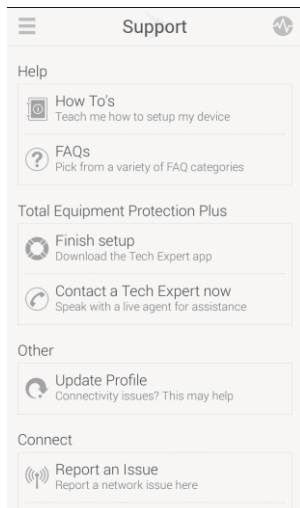 Support
Help
How To's
Teach me how to setup my device
FAQs
Pick from a variety of FAQ categories
Total Equipment Protection Plus
Finish setup
Download the Tech Expert app
Contact a Tech Expert now
Speak with a live agent for assistance
Other
Update Profile
Connectivity issues? This may help
Connect
Report an Issue
Report a network issue here